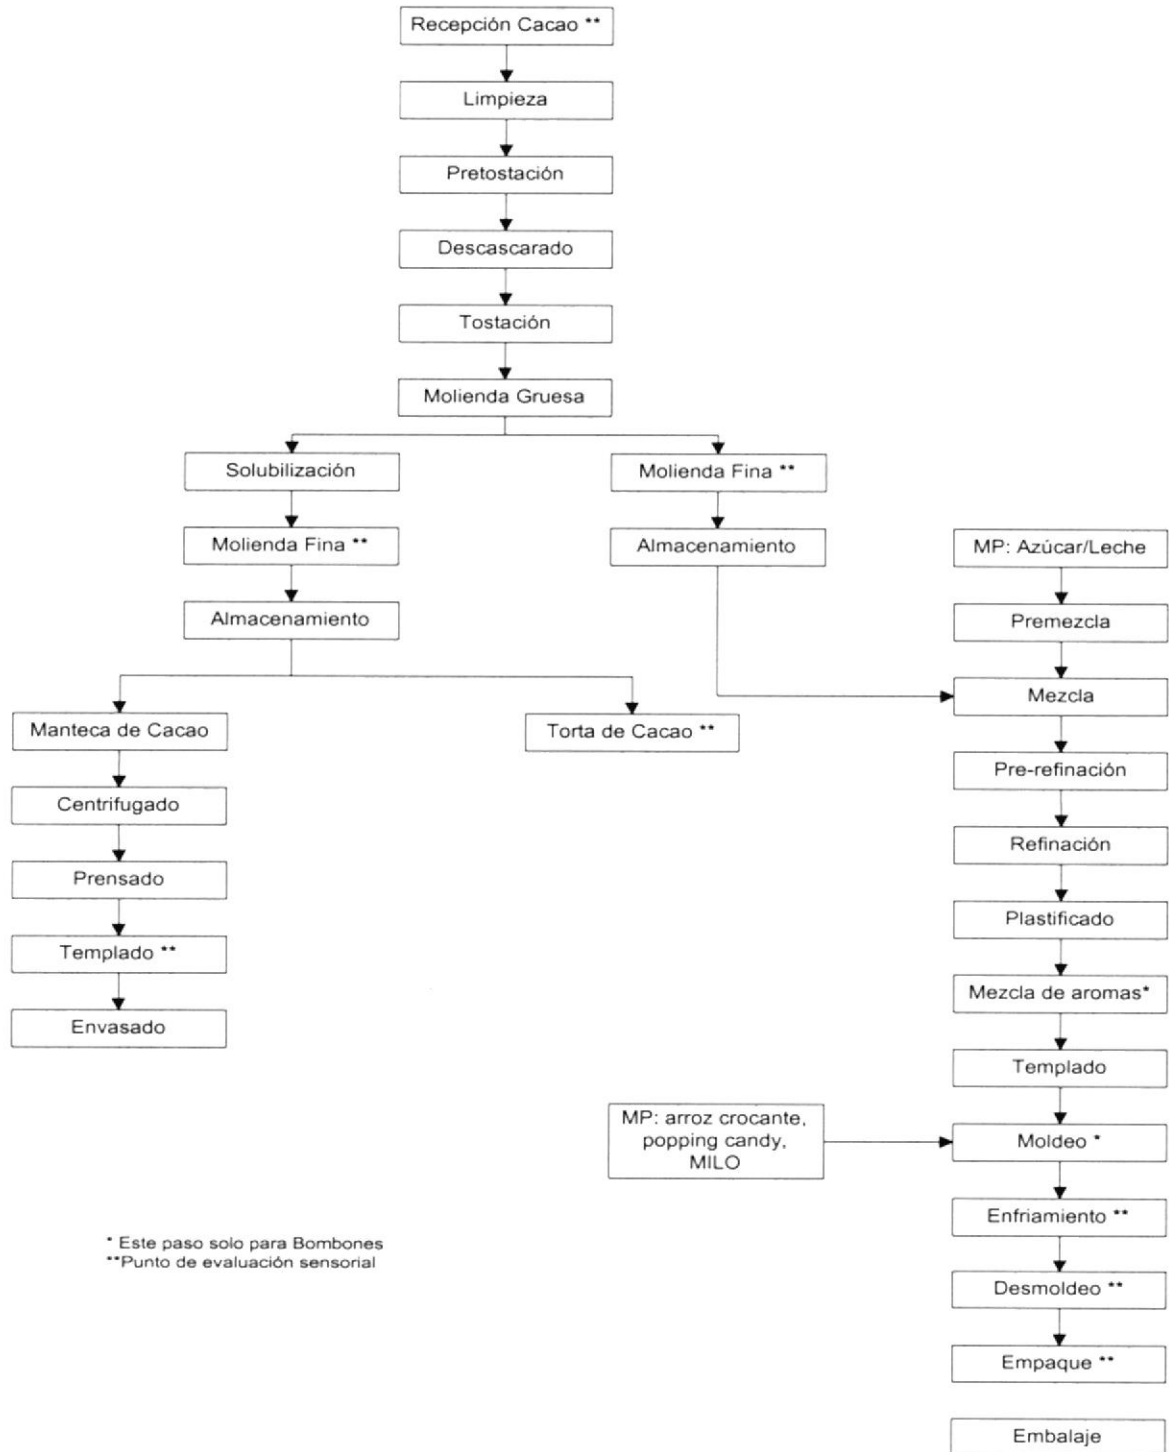 Recepción Cacao **
Limpieza
Pretostación
Descascarado
Tostación
Molienda Gruesa
Solubilización
Molienda Fina **
Molienda Fina **
Almacenamiento
MP: Azúcar/Leche
Almacenamiento
Premezcla
Mezcla
Manteca de Cacao
Torta de Cacao **
Pre-refinación
Centrifugado
Refinación
Prensado
Plastificado
Templado **
Mezcla de aromas*
Envasado
Templado
MP: arroz crocante,
popping candy,
MILO
Moldeo *
Enfriamiento **
* Este paso solo para Bombones
**Punto de evaluación sensorial
Desmoldeo **
Empaque **
Embalaje